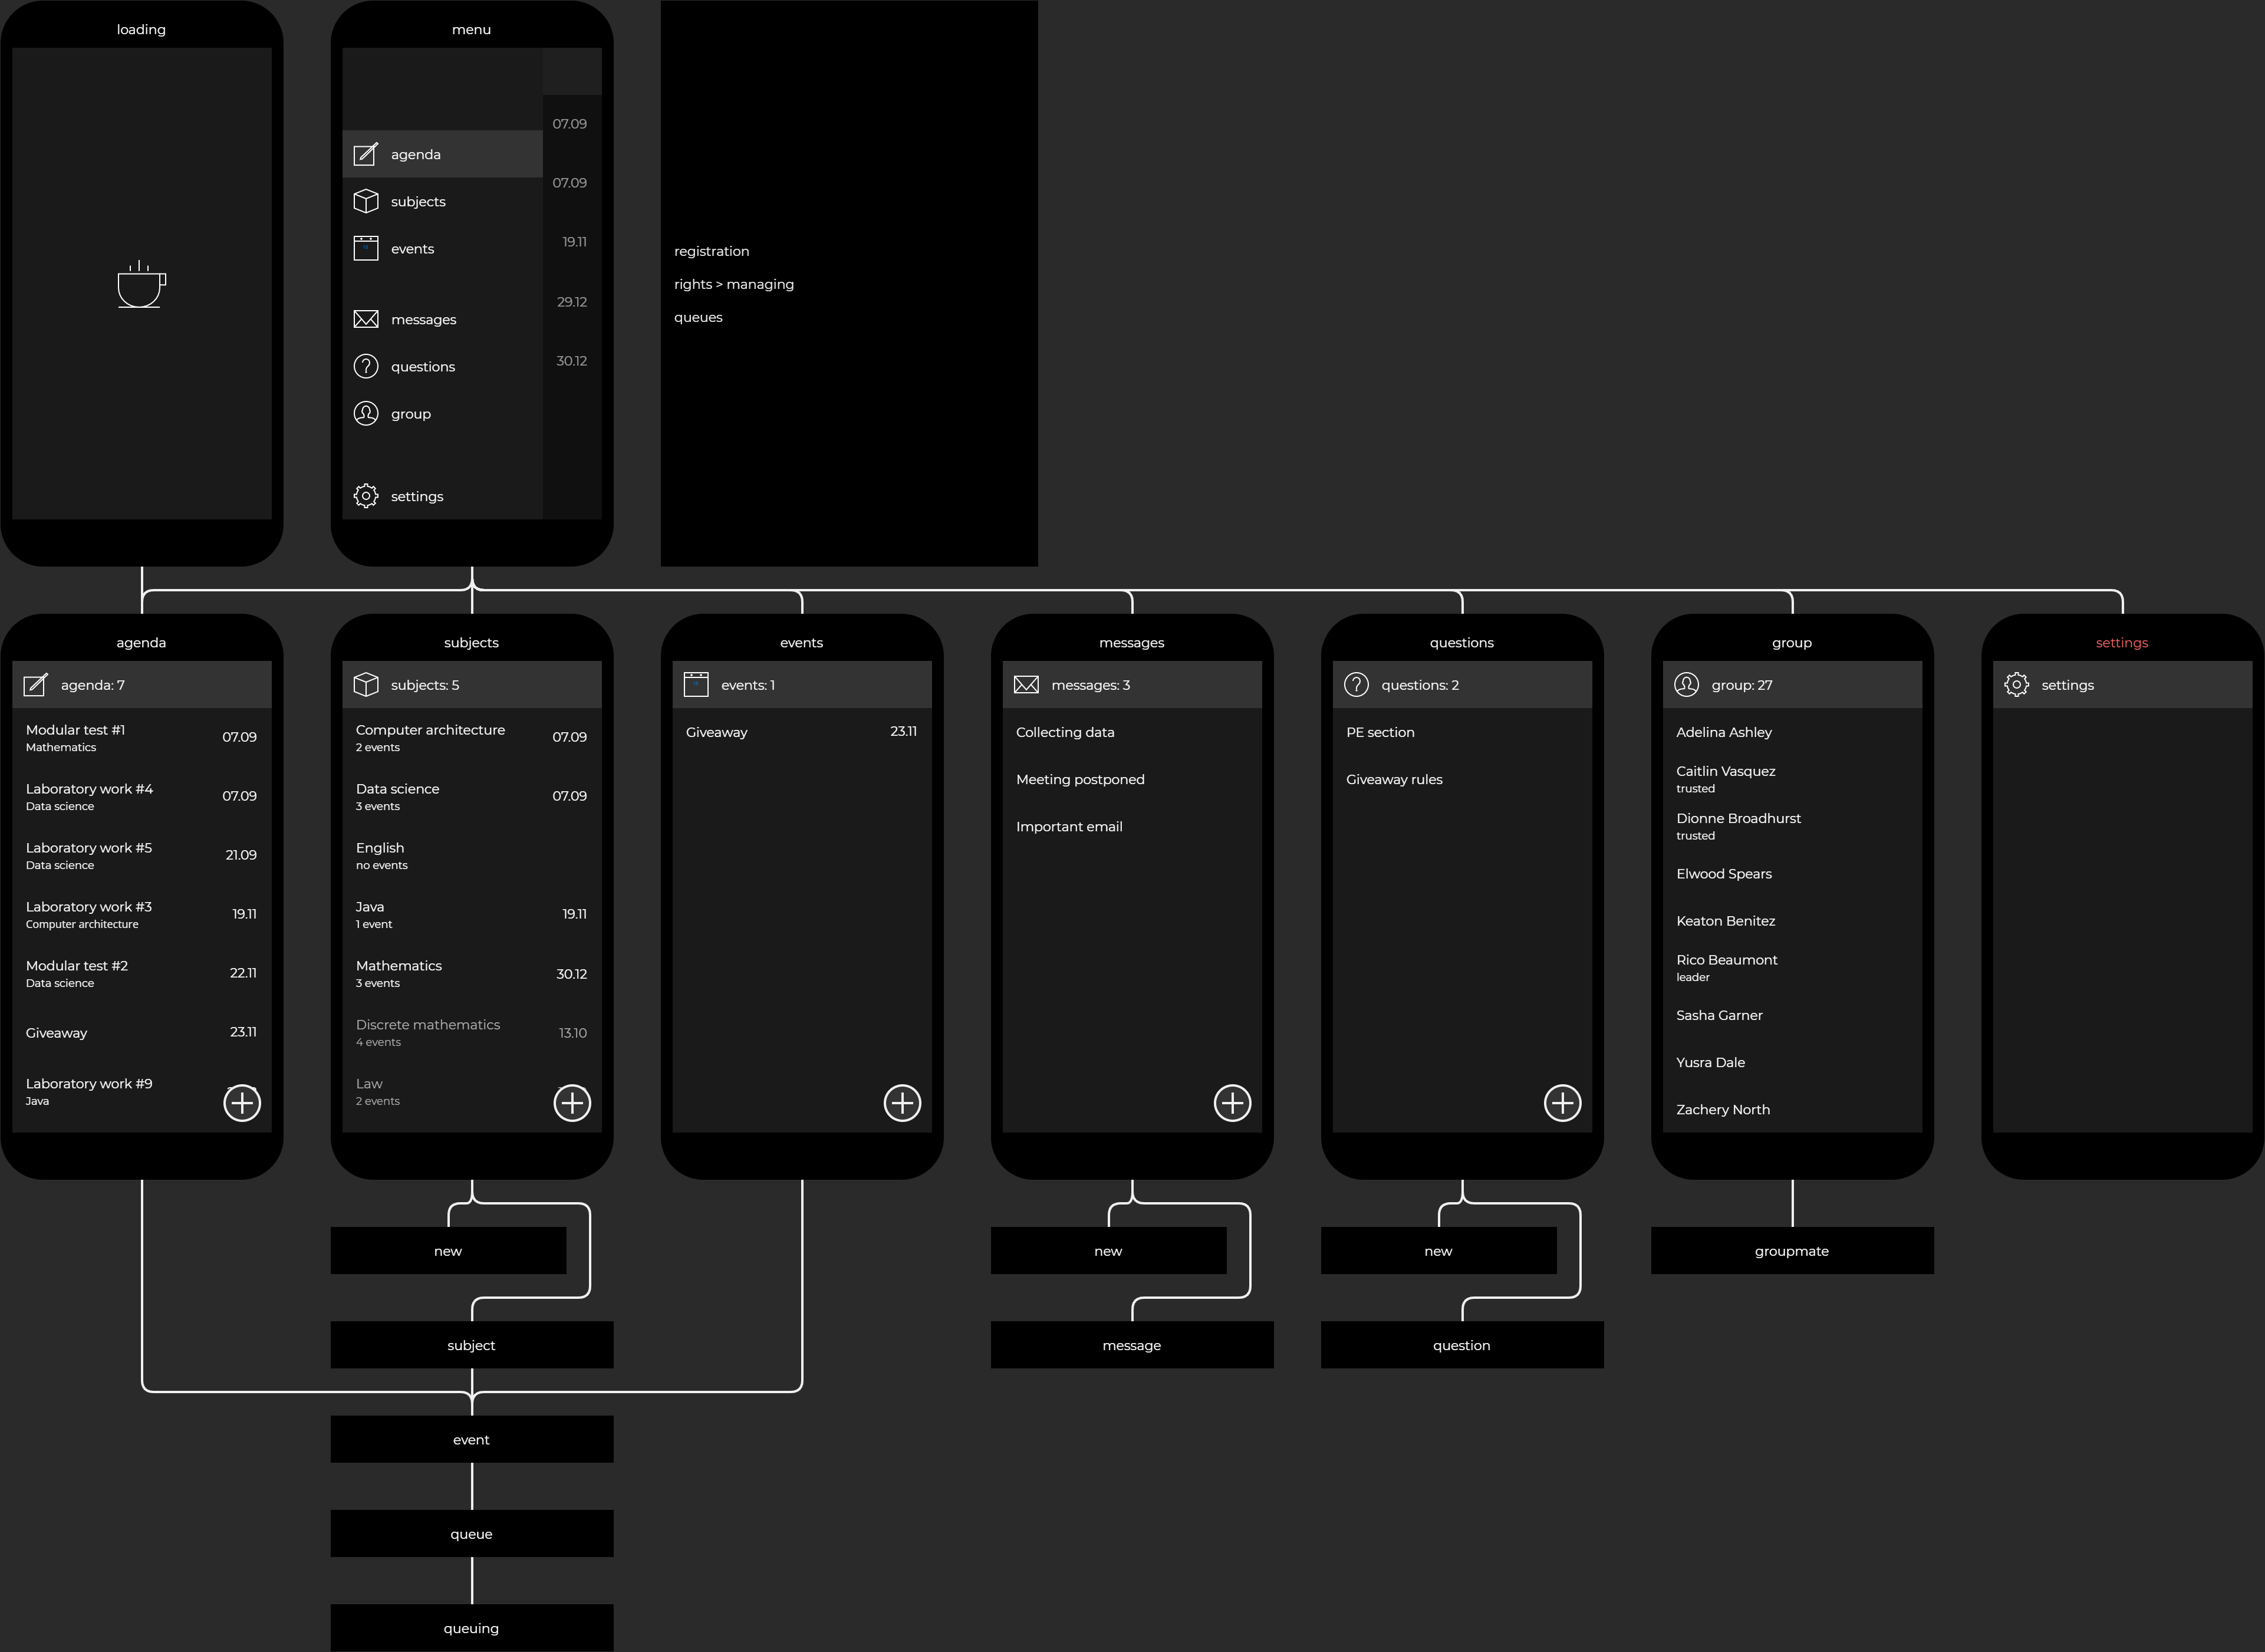 loading
menu
07.09
agenda
07.09
subjects
19.11
events
29.12
messages
30.12
questions
group
settings
registration
rights > managing
queues
agenda
agenda: 7
Modular test #1
Mathematics
07.09
Laboratory work #4
Data science
07.09
Laboratory work #5
Data science
21.09
Laboratory work #3
Computer architecture
19.11
Modular test #2
Data science
22.11
Giveaway
23.11
Laboratory work #9
Java
subjects
subjects: 5
Computer architecture
2 events
07.09
Data science
3 events
07.09
English
no events
Java
1 event
19.11
Mathematics
3 events
30.12
Discrete mathematics
4 events
13.10
Law
2 events
events
events: 1
Giveaway
23.11
messages
messages: 3
Collecting data
Meeting postponed
Important email
questions
questions: 2
PE section
Giveaway rules
group
group: 27
Adelina Ashley
Caitlin Vasquez
trusted
Dionne Broadhurst
trusted
Elwood Spears
Keaton Benitez
Rico Beaumont
leader
Sasha Garner
Yusra Dale
Zachery North
settings
settings
new
new
new
groupmate
subject
message
question
event
queue
queuing